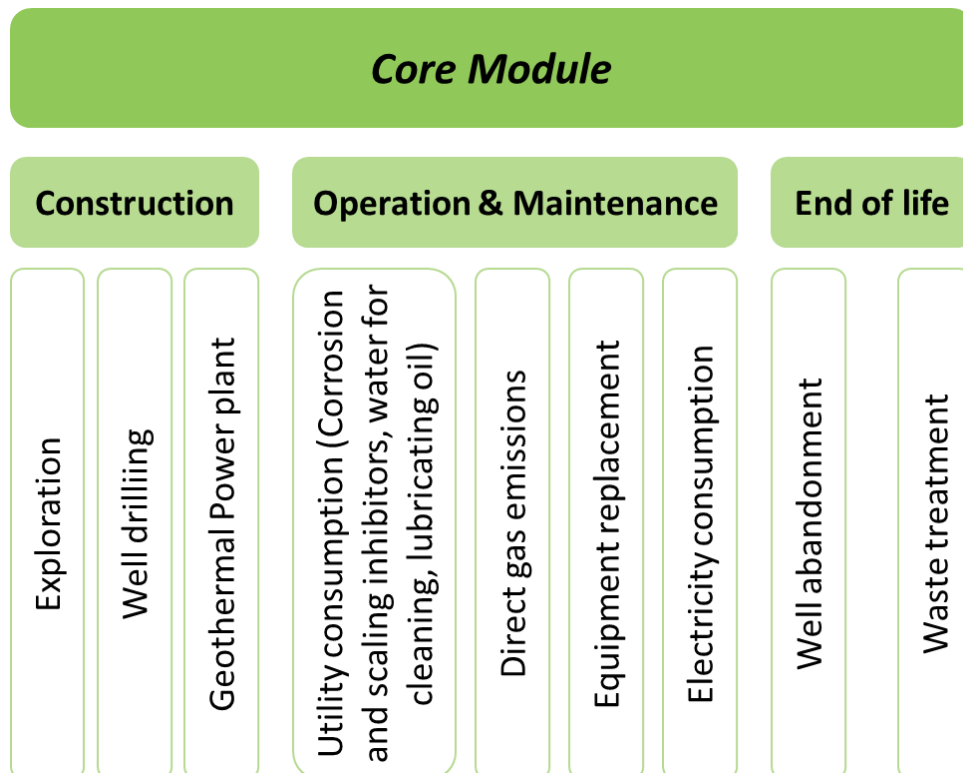 Core Module
Construction
Operation & Maintenance
End of life
Exploration
Well drilliing
Geothermal Power plant
Utility consumption (Corrosion
and scaling inhibitors, water for
cleaning, lubricating oil)
Direct gas emissions
Equipment replacement
Electricity consumption
Well abandonment
Waste treatment